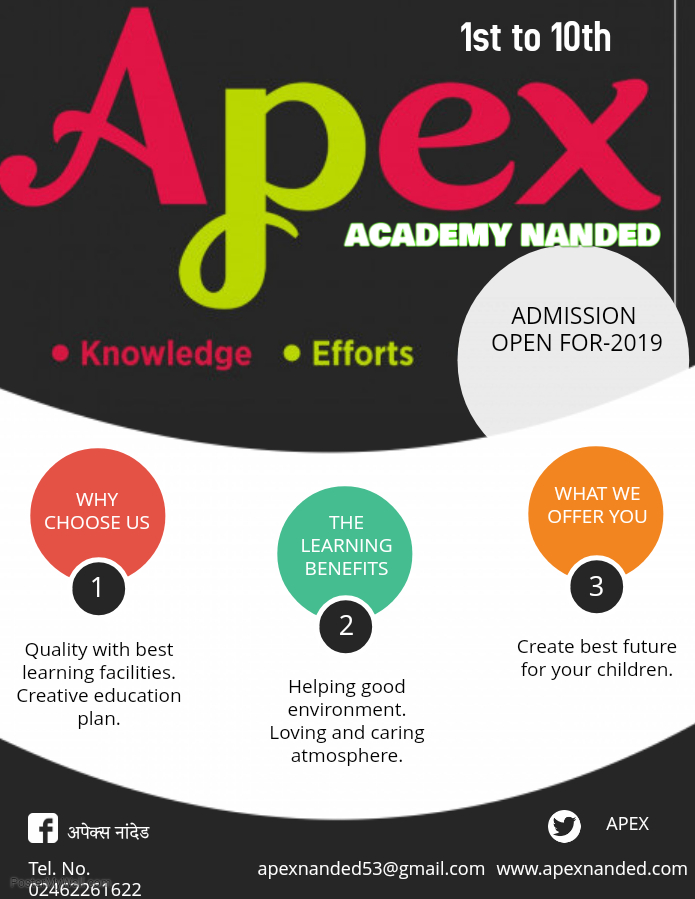 1st to 10th
Apex
ACADEMY NANDED
ADMISSION
OPEN FOR-2019
• Knowledge • Efforts
WHY
CHOOSE US
1
Quality with best
learning facilities.
Creative education
plan.
THE
LEARNING
BENEFITS
2
Helping good
environment.
Loving and caring
atmosphere.
WHAT WE
OFFER YOU
3
Create best future
for your children.
अपेक्स नांदेड
APEX
Tel. No.
02462261622
apexnanded53@gmail.com
www.apexnanded.com